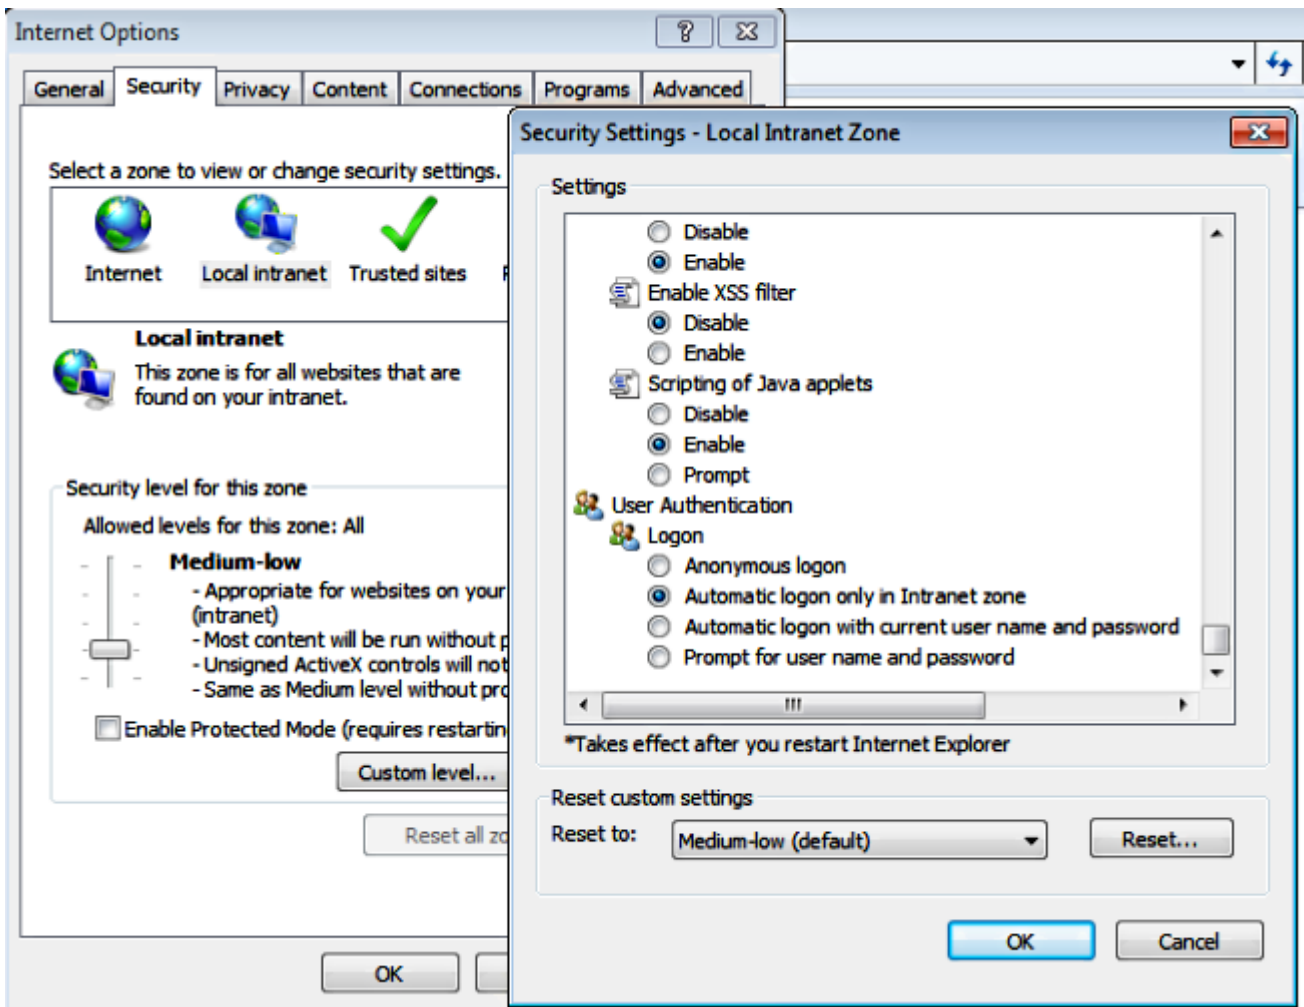 Internet Options
General Security Privacy Content Connections Programs Advanced
Select a zone to view or change security settings.
Internet Local intranet Trusted sites
Local intranet
This zone is for all websites that are
found on your intranet.
Security level for this zone
Allowed levels for this zone: All
Medium-low
- Appropriate for websites on your
(intranet)
- Most content will be run without
- Unsigned ActiveX controls will not
- Same as Medium level without
Enable Protected Mode (requires
Custom level...
Reset all
OK
Security Settings - Local Intranet Zone
Settings
Disable
Enable
Enable XSS filter
Disable
Enable
Scripting of Java applets
Disable
Enable
Prompt
User Authentication
Logon
Anonymous logon
Automatic logon only in Intranet zone
Automatic logon with current user name and password
Prompt for user name and password
*Takes effect after you restart Internet Explorer
Reset custom settings
Reset to: Medium-low (default) Reset...
OK Cancel